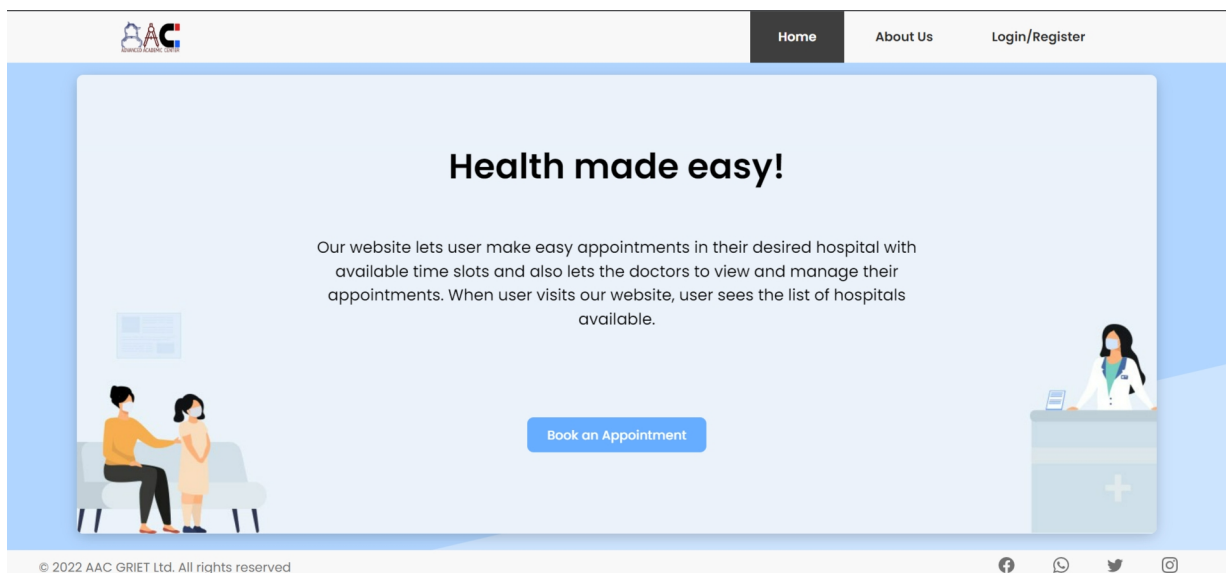 AAC
ADVANCED ACADEMIC CENTER
Home
About Us
Login/Register
Health made easy!
Our website lets user make easy appointments in their desired hospital with
available time slots and also lets the doctors to view and manage their
appointments. When user visits our website, user sees the list of hospitals
available.
Book an Appointment
© 2022 AAC GRIET Ltd. All rights reserved